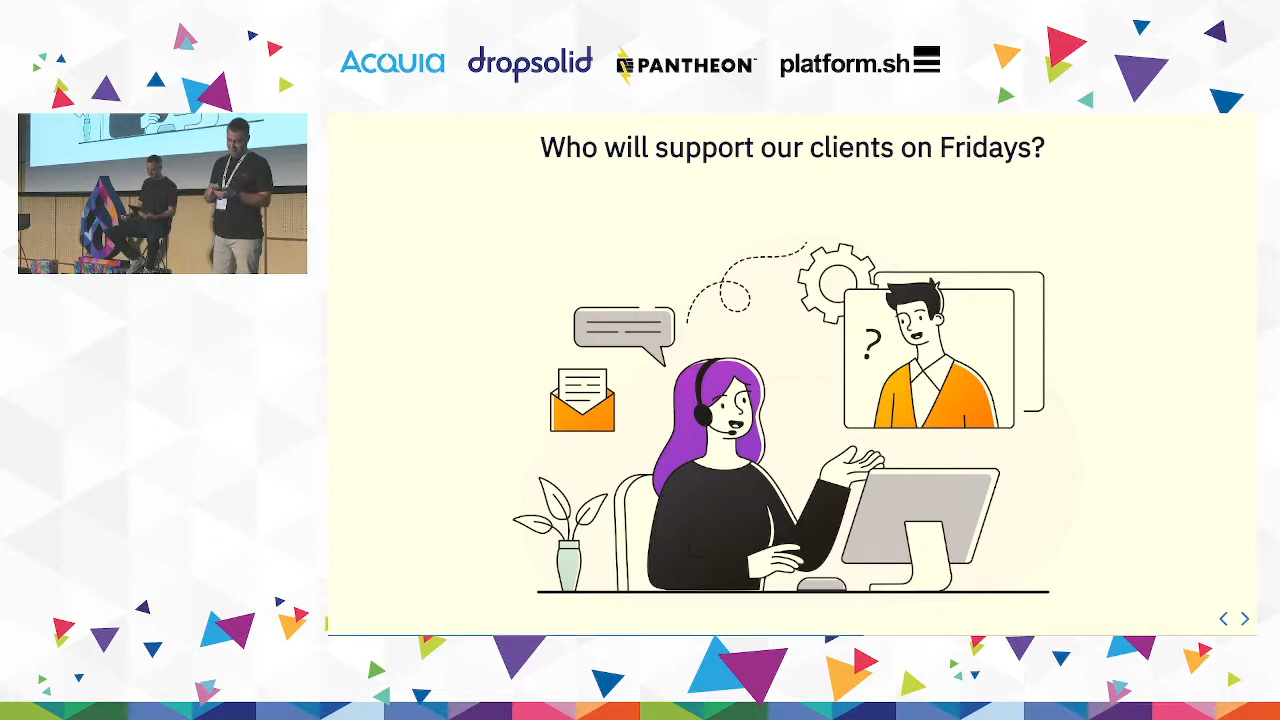 Acquia
dropsolid
PANTHEON
platform.sh
Who will support our clients on Fridays?
?